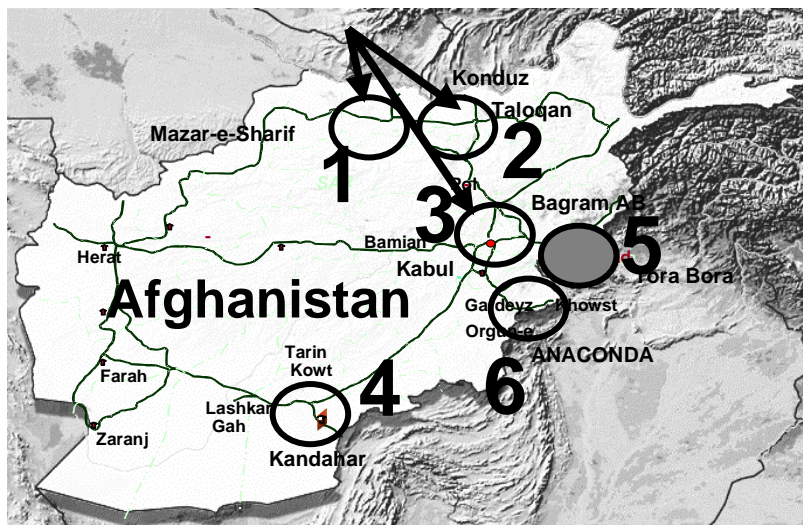 Konduz
Taloqan
Mazar-e-Sharif
1
2
3
Bagram AB
5
Bamian
Herat
Kabul
Tora Bora
Afghanistan
Gardeyz
Khowst
Orgun-e
ANACONDA
Tarin
Kowt
4
6
Farah
Lashkar
Gah
Zaranj
Kandahar